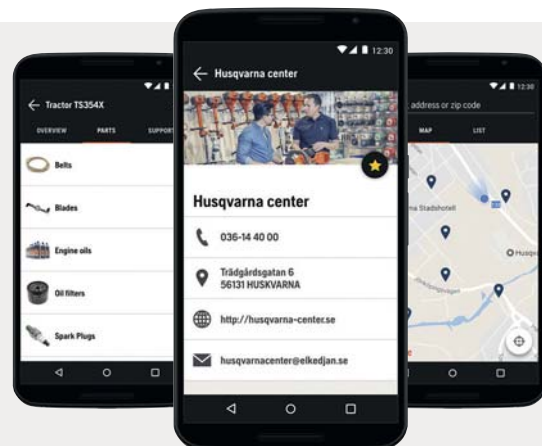 Tractor TS354X
OVERVIEW PARTS SUPPORT
Belts
Blades
Engine oils
Oil filters
Spark Plugs
12:30
Husqvarna center
Husqvarna center
036-14 40 00
Trädgårdsgatan 6
56131 HUSKVARNA
http://husqvarna-center.se
husqvarnacenter@elkedjan.se
12:30
, address or zip code
MAP LIST
na Stadshotell
Husqv